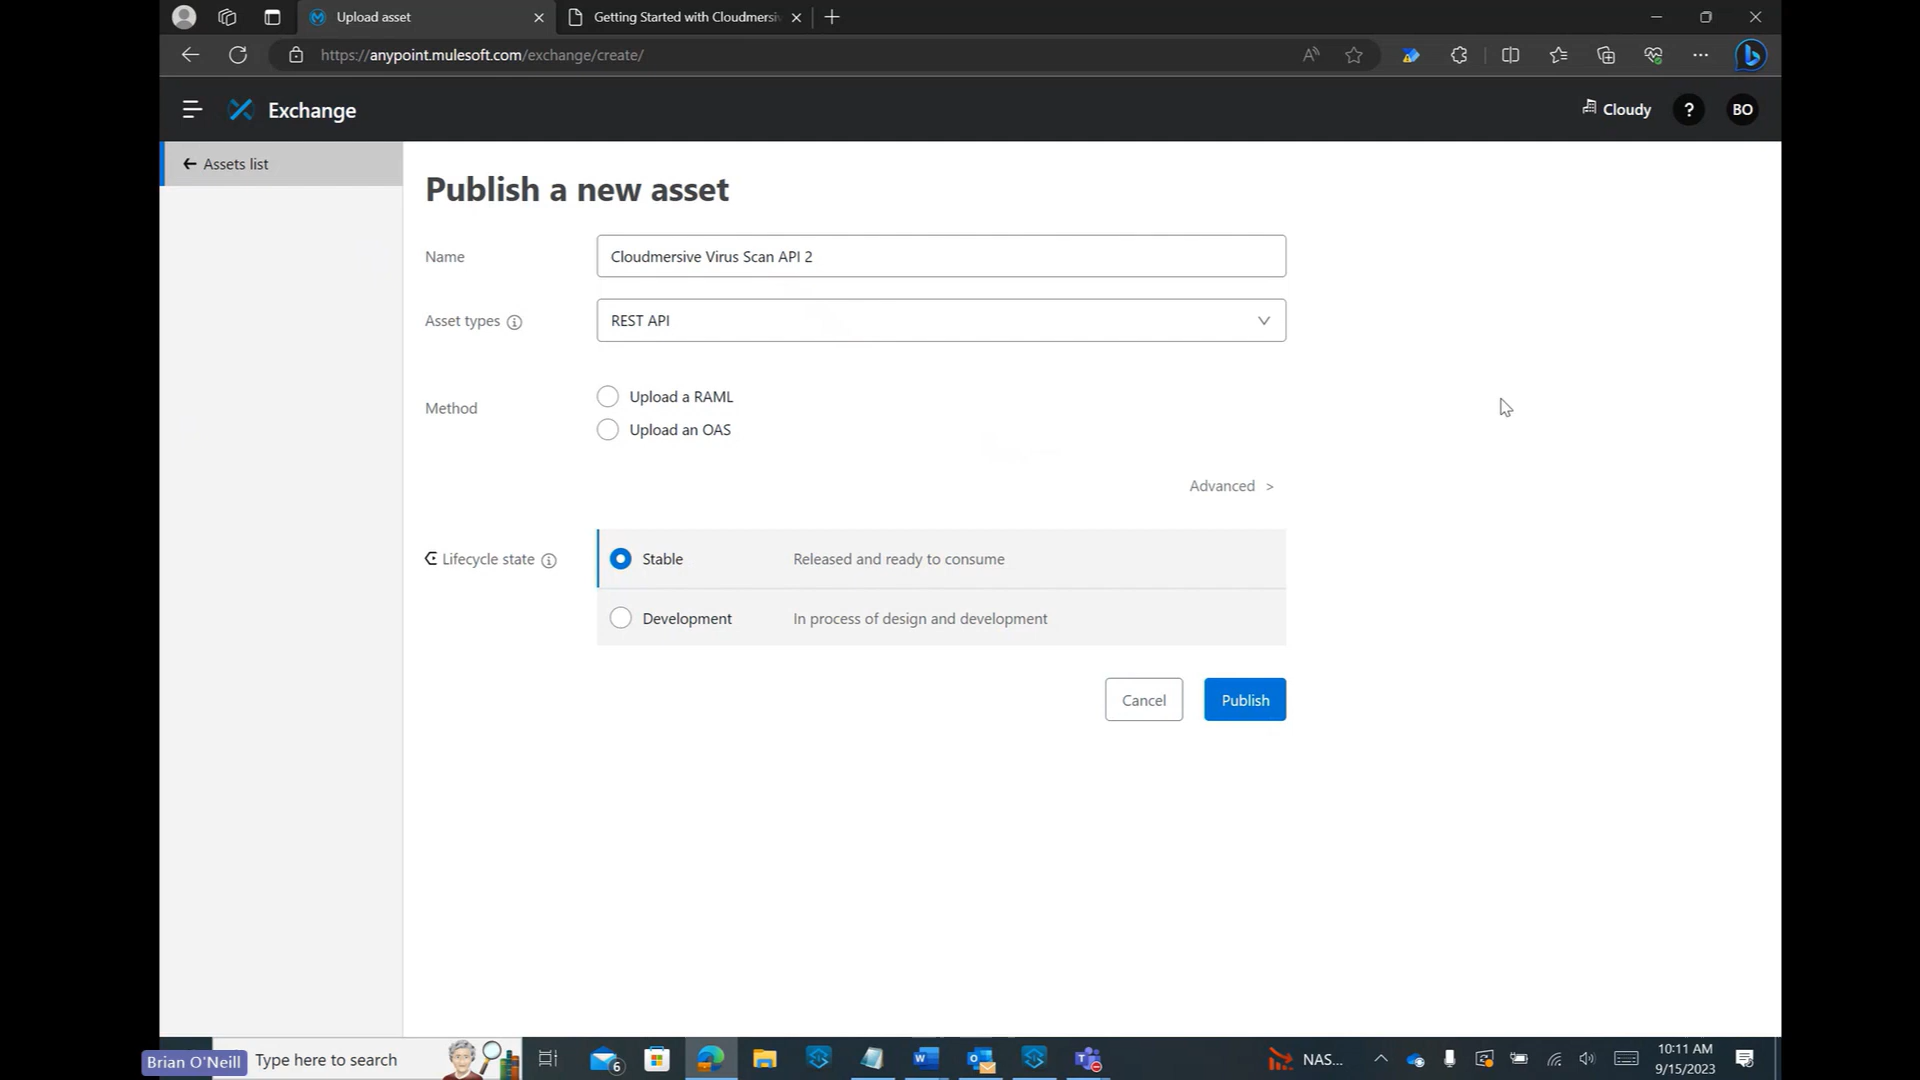 Upload asset
Getting Started with Cloudmersi
https://anypoint.mulesoft.com/exchange/create/
Exchange
Cloudy
?
BO
Assets list
Publish a new asset
Name
Cloudmersive Virus Scan API 2
Asset types
REST API
Method
Upload a RAML
Upload an OAS
Advanced >
Lifecycle state
Stable
Released and ready to consume
Development
In process of design and development
Cancel
Publish
Brian O'Neill
Type here to search
6
NAS...
10:11 AM
9/15/2023